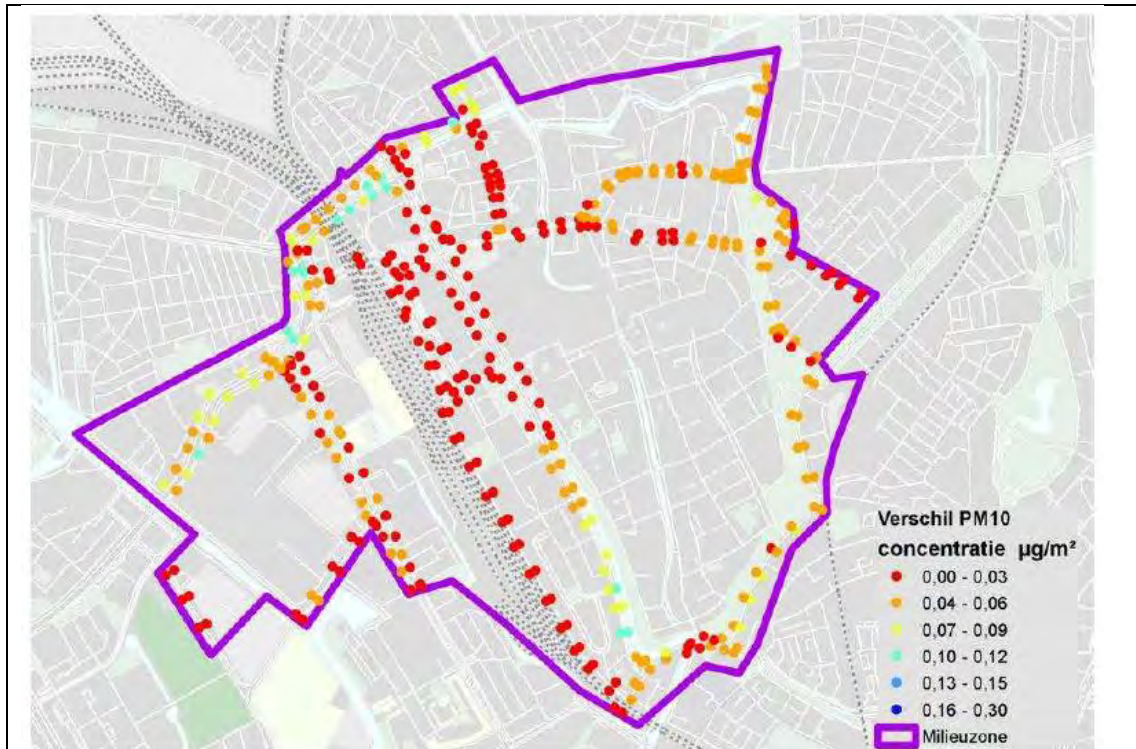 Verschil PM10
concentratie µg/m²
0,00 - 0,03
0,04 - 0,06
0,07 - 0,09
0,10 - 0,12
0,13 - 0,15
0,16 - 0,30
Milieuzone